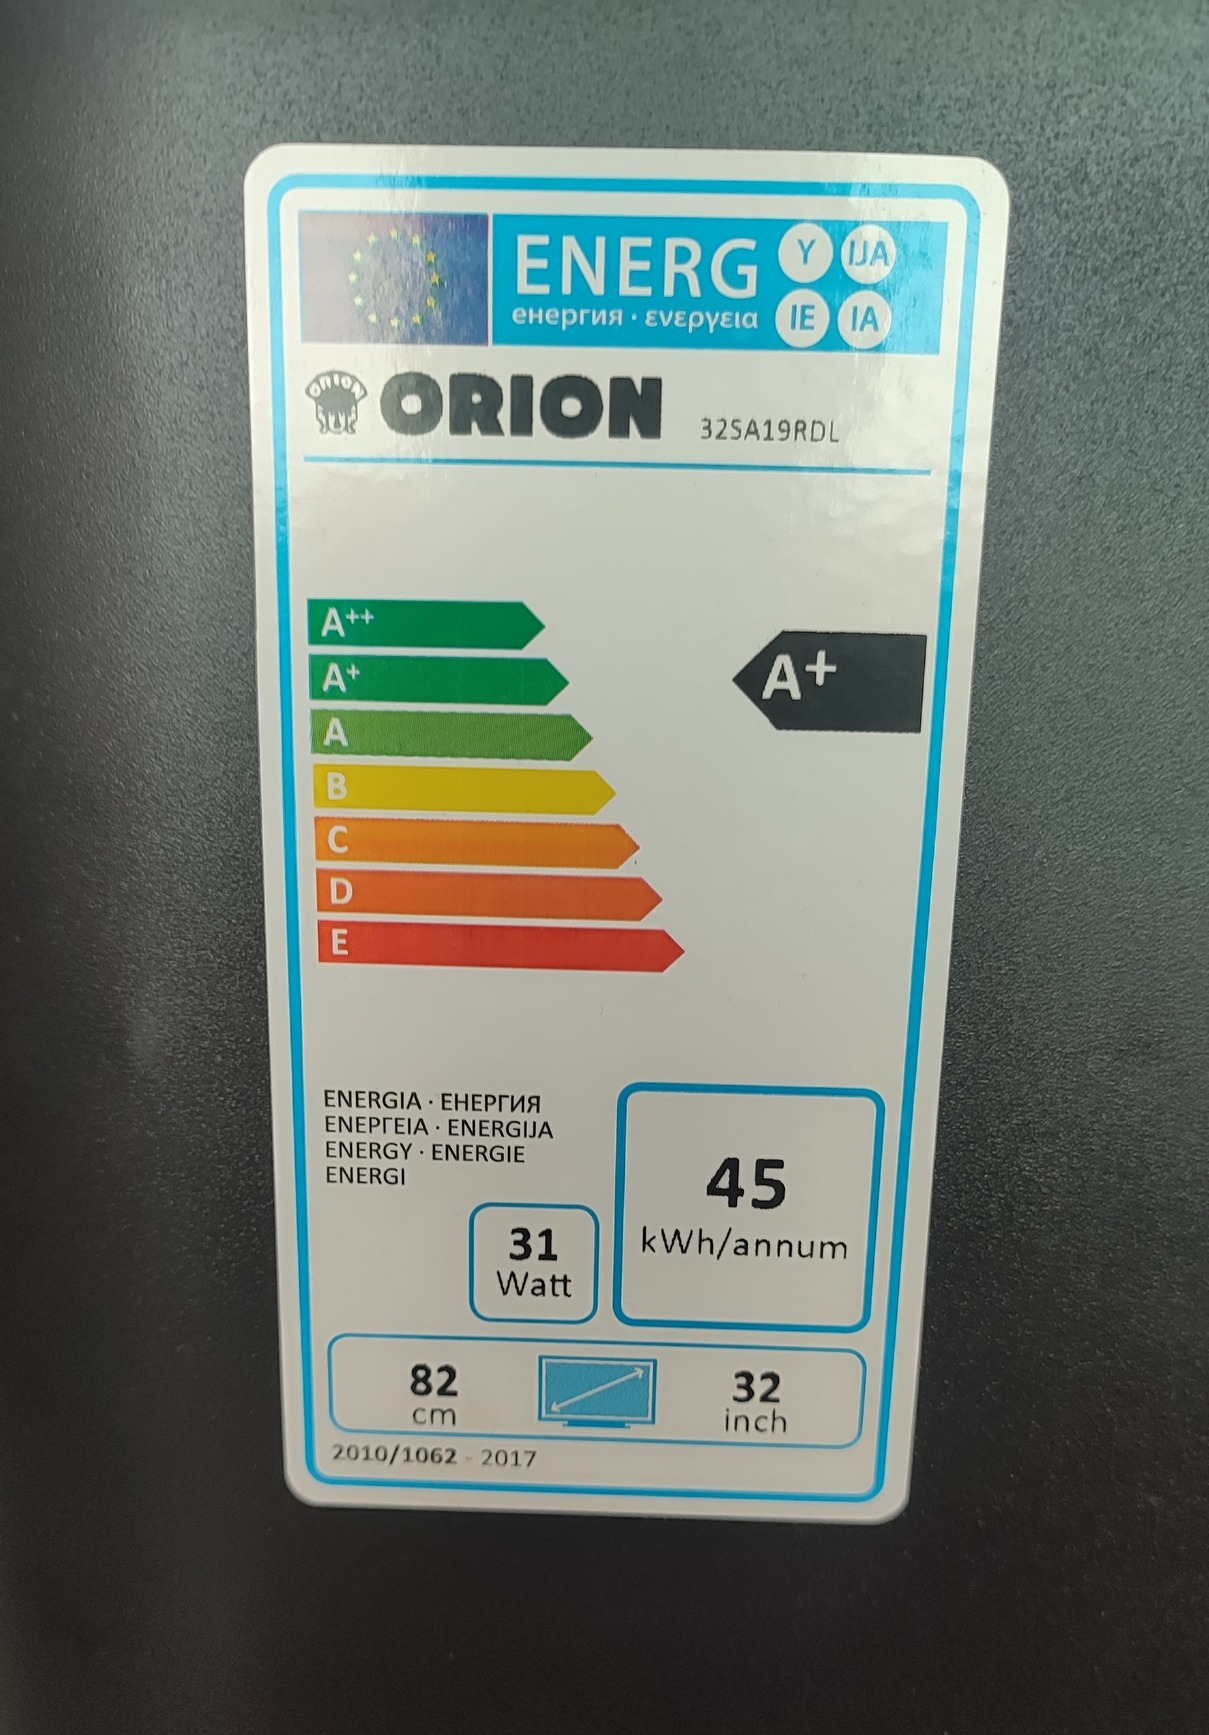 ENERG Y IJA
енергия · ενεργεια IE IA
ORION ORION 32SA19RDL
A++
A+
A+
A
B
C
D
E
ENERGIA · ЕНЕРГИЯ
ΕΝΕΡΓΕΙΑ · ENERGIJA
ENERGY · ENERGIE
ENERGI
45
kWh/annum
31
Watt
82
cm
32
inch
2010/1062 - 2017